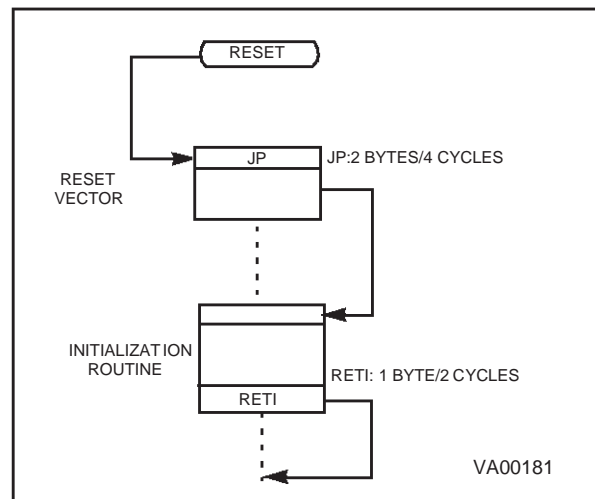 RESET
JP
JP:2 BYTES/4 CYCLES
RESET
VECTOR
INITIALIZATION
ROUTINE
RETI: 1 BYTE/2 CYCLES
RETI
VA00181